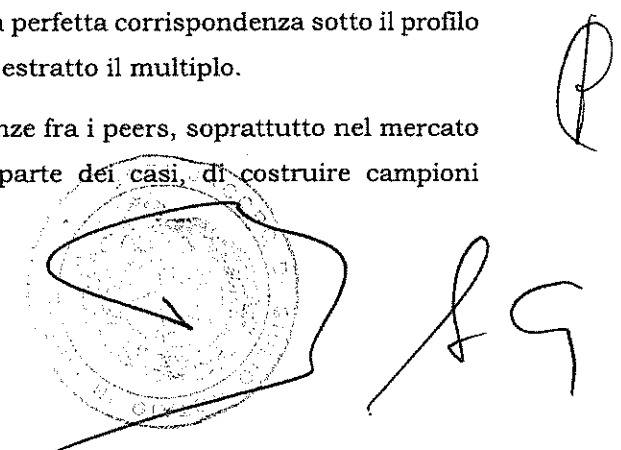 a perfetta corrispondenza sotto il profilo
estratto il multiplo.
nze fra i peers, soprattutto nel mercato
parte dei casi, di costruire campioni